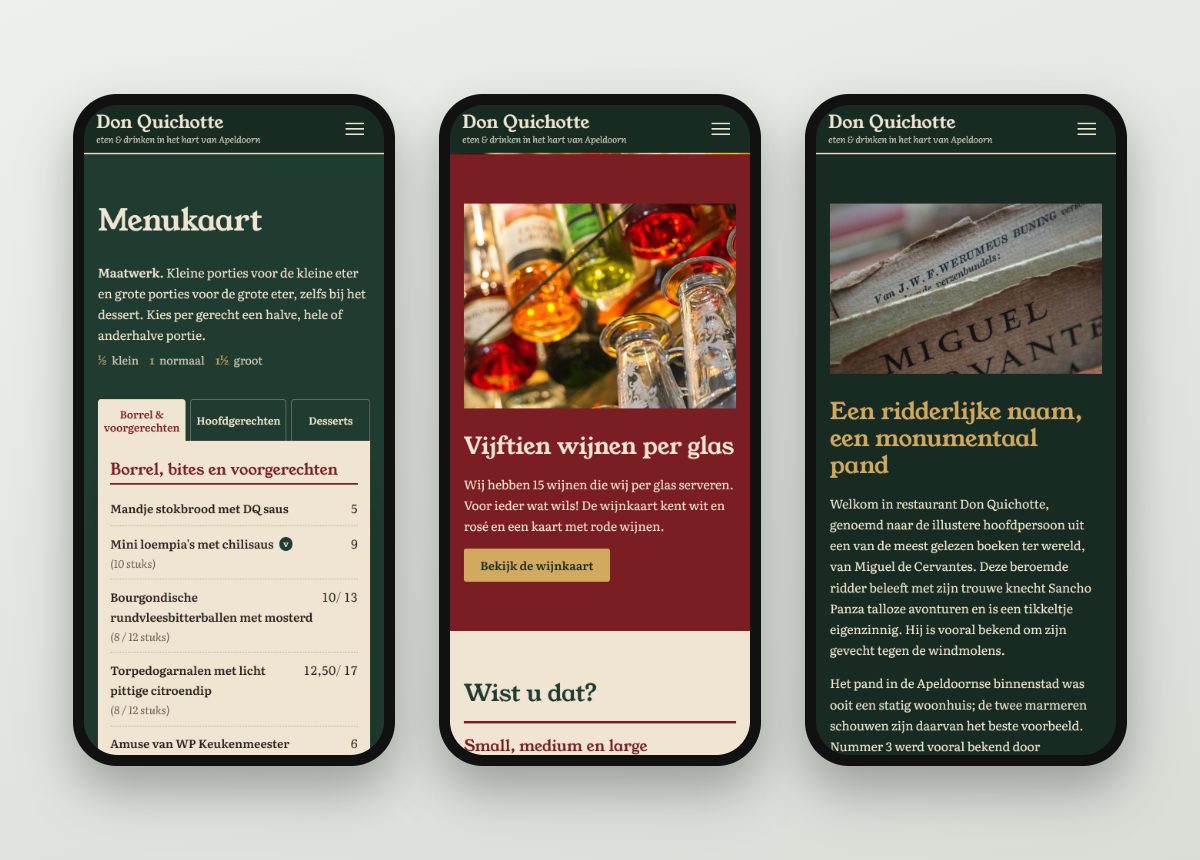 Don Quichotte
eten & drinken in het hart van Apeldoorn
Menukaart
Maatwerk. Kleine porties voor de kleine eter
en grote porties voor de grote eter, zelfs bij het
dessert. Kies per gerecht een halve, hele of
anderhalve portie.
½ klein 1 normaal 1½ groot
Borrel &
voorgerechten
Hoofdgerechten
Desserts
Borrel, bites en voorgerechten
Mandje stokbrood met DQ saus 5
Mini loempia's met chilisaus v 9
(10 stuks)
Bourgondische 10/ 13
rundvleesbitterballen met mosterd
(8 / 12 stuks)
Torpedogarnalen met licht 12,50/ 17
pittige citroendip
(8 / 12 stuks)
Amuse van WP Keukenmeester 6
Don Quichotte
eten & drinken in het hart van Apeldoorn
Vijftien wijnen per glas
Wij hebben 15 wijnen die wij per glas serveren.
Voor ieder wat wils! De wijnkaart kent wit en
rosé en een kaart met rode wijnen.
Bekijk de wijnkaart
Wist u dat?
Small, medium en large
Don Quichotte
eten & drinken in het hart van Apeldoorn
Van J. W. F. WERUMEUS BUNING
verzenbundels:
MIGUEL
Een ridderlijke naam,
een monumentaal
pand
Welkom in restaurant Don Quichotte,
genoemd naar de illustere hoofdpersoon uit
een van de meest gelezen boeken ter wereld,
van Miguel de Cervantes. Deze beroemde
ridder beleeft met zijn trouwe knecht Sancho
Panza talloze avonturen en is een tikkeltje
eigenzinnig. Hij is vooral bekend om zijn
gevecht tegen de windmolens.
Het pand in de Apeldoornse binnenstad was
ooit een statig woonhuis; de twee marmeren
schouwen zijn daarvan het beste voorbeeld.
Nummer 3 werd vooral bekend door